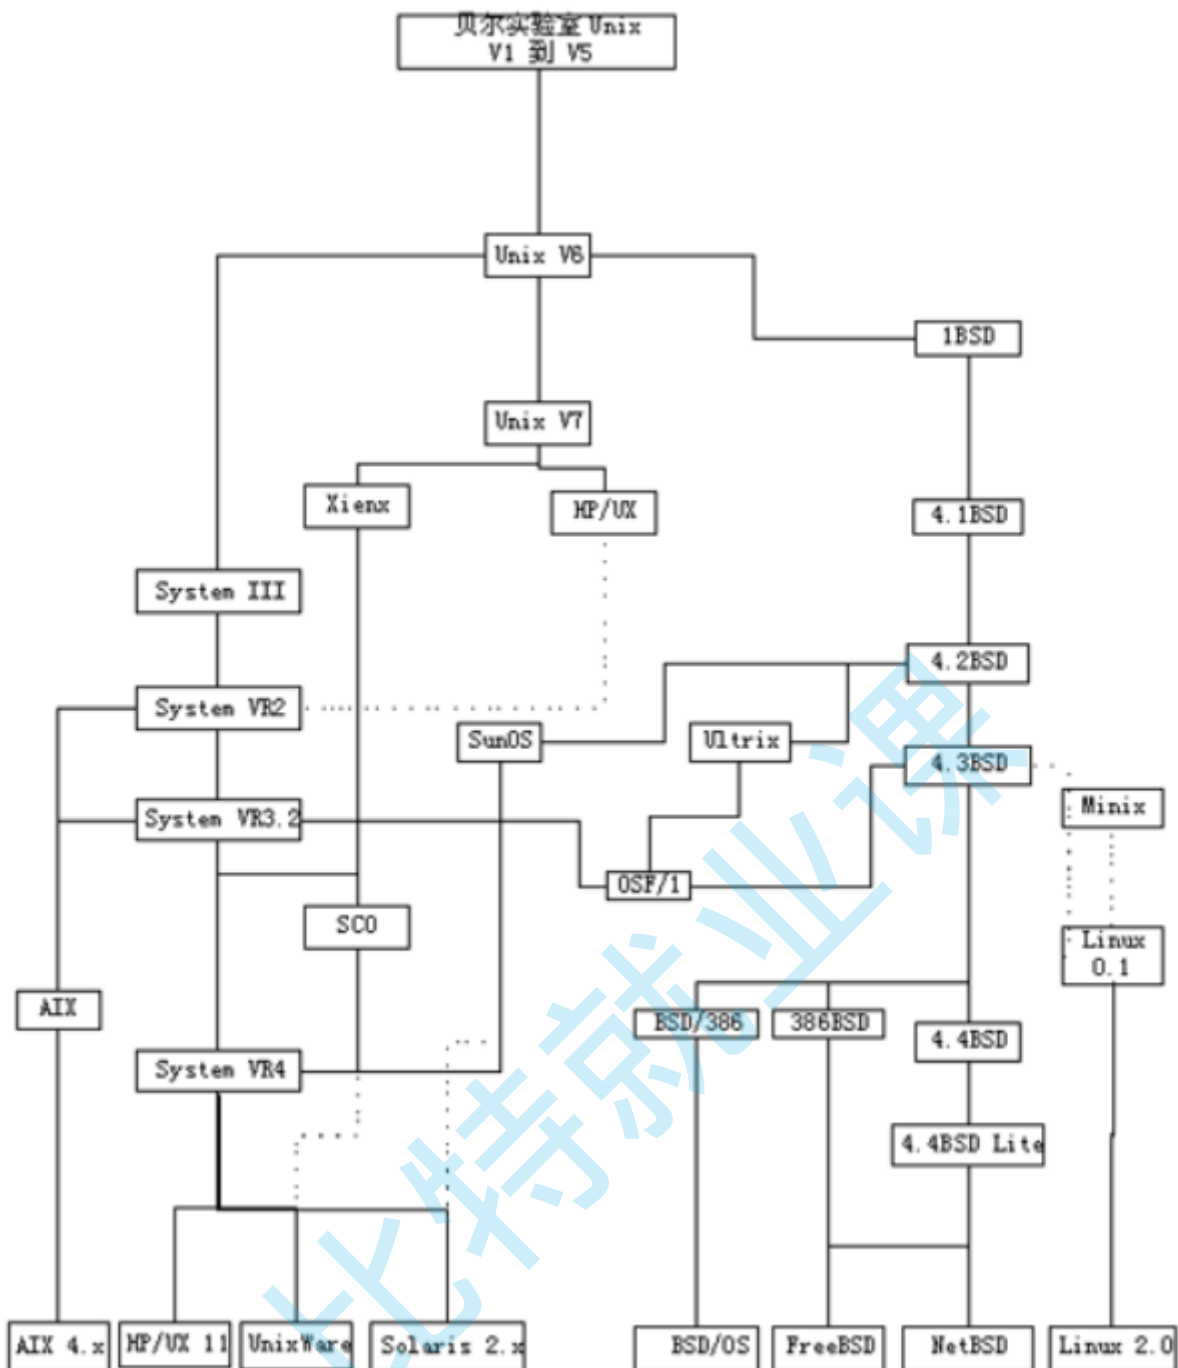 贝尔实验室 Unix
V1 到 V5
Unix V6
1BSD
Unix V7
Xienx
HP/UX
4.1BSD
System III
4.2BSD
System VR2
SunOS
Ultrix
4.3BSD
Minix
System VR3.2
OSF/1
SCO
Linux
0.1
AIX
BSD/386
386BSD
4.4BSD
System VR4
4.4BSD Lite
AIX 4.x
HP/UX 11
UnixWare
Solaris 2.x
BSD/OS
FreeBSD
NetBSD
Linux 2.0
比特就业课